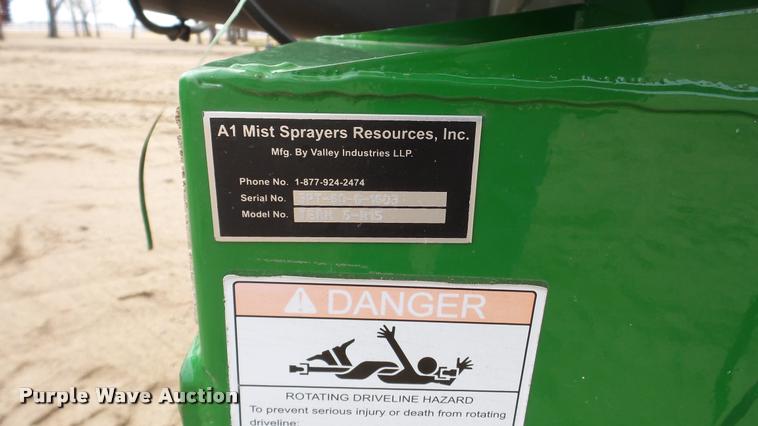 A1 Mist Sprayers Resources, Inc.
Mfg. By Valley Industries LLP.
Phone No. 1-877-924-2474
Serial No.
Model No. TERR
DANGER
ROTATING DRIVELINE HAZARD
To prevent serious injury or death from rotating
driveline:
Purple Wave Auction